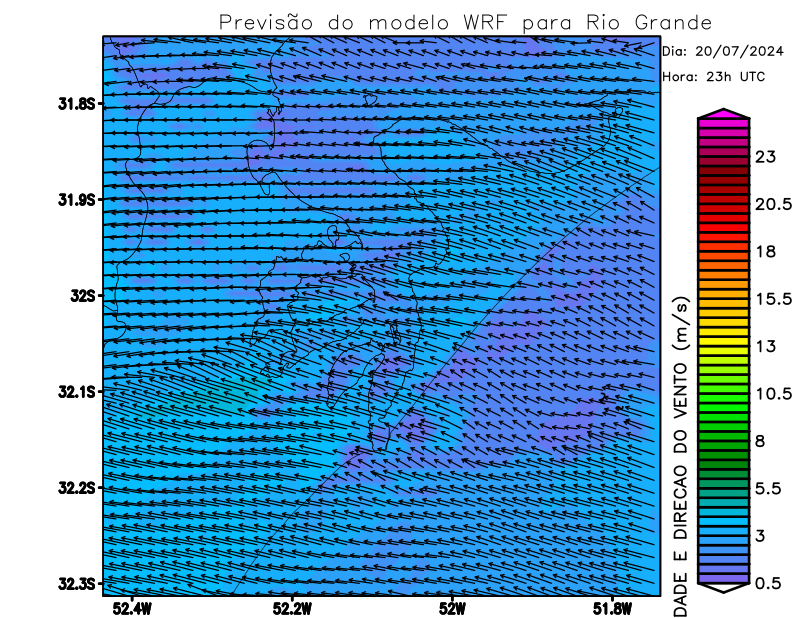 Previsão do modelo WRF para Rio Grande
Dia: 20/07/2024
Hora: 23h UTC
31.8S
31.9S
32S
32.1S
32.2S
32.3S
52.4W
52.2W
52W
51.8W
23
20.5
18
15.5
13
10.5
8
5.5
3
0.5
DADE E DIRECAO DO VENTO (m/s)